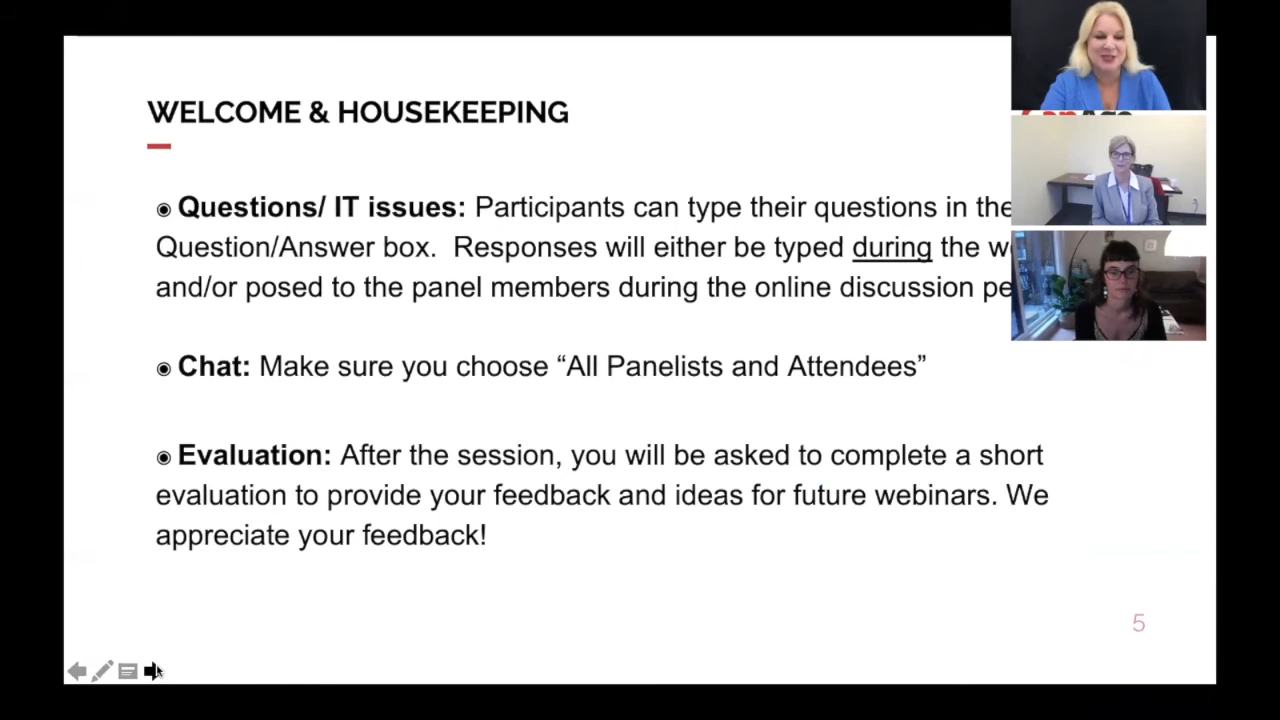 WELCOME & HOUSEKEEPING
◉ Questions/ IT issues: Participants can type their questions in the
Question/Answer box. Responses will either be typed during the
and/or posed to the panel members during the online discussion
◉ Chat: Make sure you choose “All Panelists and Attendees”
◉ Evaluation: After the session, you will be asked to complete a short
evaluation to provide your feedback and ideas for future webinars. We
appreciate your feedback!
5